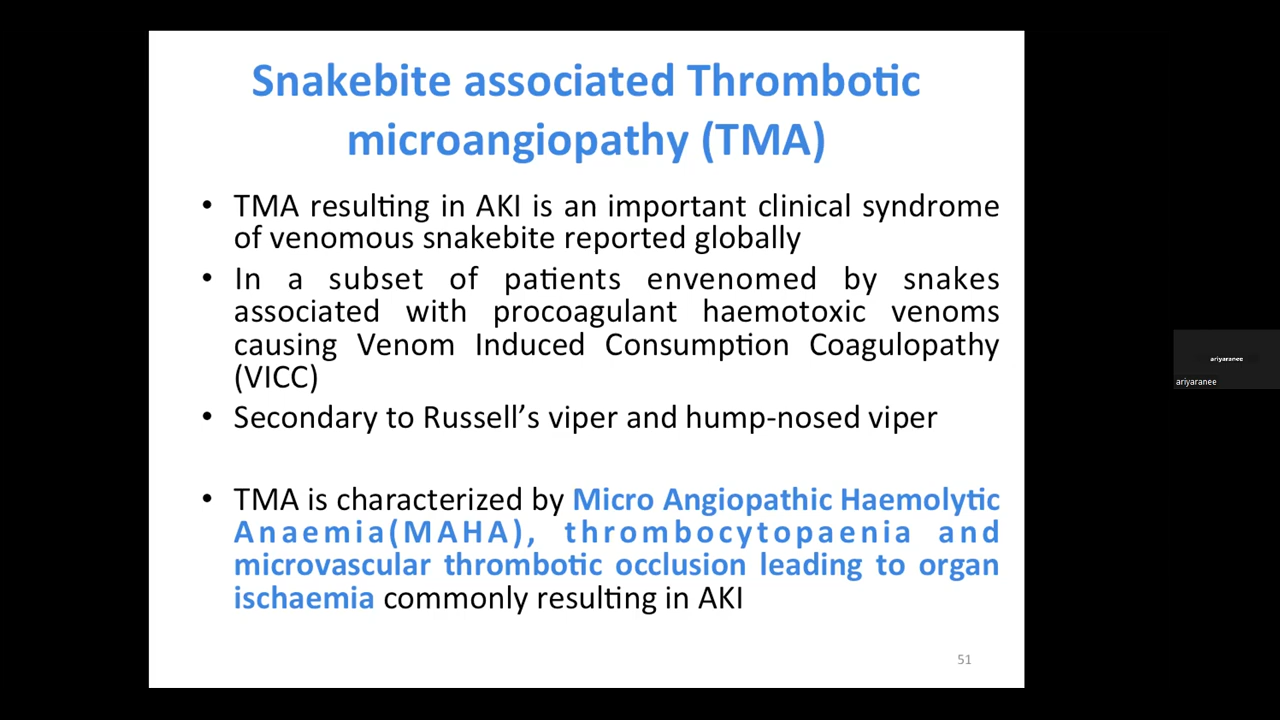 Snakebite associated Thrombotic
microangiopathy (TMA)
• TMA resulting in AKI is an important clinical syndrome
of venomous snakebite reported globally
• In a subset of patients envenomed by snakes
associated with procoagulant haemotoxic venoms
causing Venom Induced Consumption Coagulopathy
(VICC)
• Secondary to Russell’s viper and hump-nosed viper
• TMA is characterized by Micro Angiopathic Haemolytic
Anaemia(MAHA), thrombocytopaenia and
microvascular thrombotic occlusion leading to organ
ischaemia commonly resulting in AKI
51
ariyaranee
ariyaranee